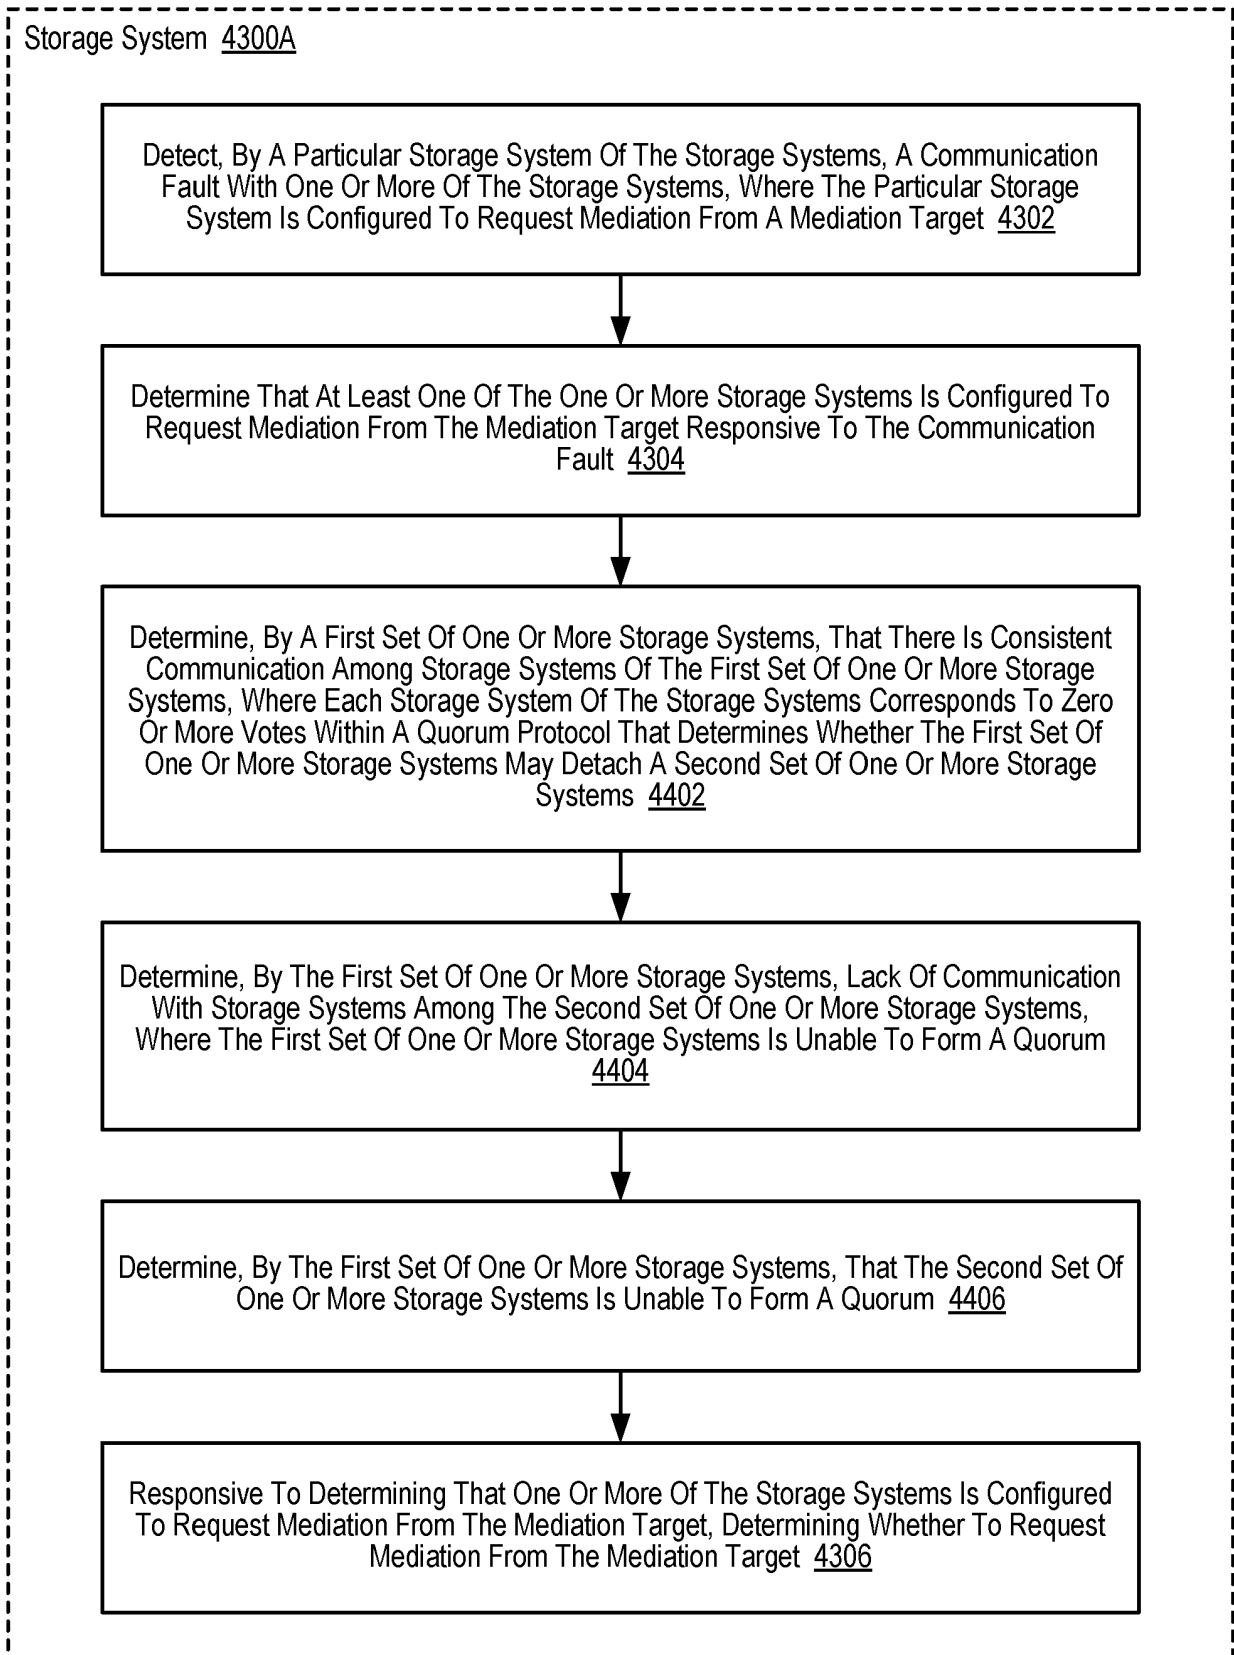 Storage System 4300A
Detect, By A Particular Storage System Of The Storage Systems, A Communication
Fault With One Or More Of The Storage Systems, Where The Particular Storage
System Is Configured To Request Mediation From A Mediation Target 4302
Determine That At Least One Of The One Or More Storage Systems Is Configured To
Request Mediation From The Mediation Target Responsive To The Communication
Fault 4304
Determine, By A First Set Of One Or More Storage Systems, That There Is Consistent
Communication Among Storage Systems Of The First Set Of One Or More Storage
Systems, Where Each Storage System Of The Storage Systems Corresponds To Zero
Or More Votes Within A Quorum Protocol That Determines Whether The First Set Of
One Or More Storage Systems May Detach A Second Set Of One Or More Storage
Systems 4402
Determine, By The First Set Of One Or More Storage Systems, Lack Of Communication
With Storage Systems Among The Second Set Of One Or More Storage Systems,
Where The First Set Of One Or More Storage Systems Is Unable To Form A Quorum
4404
Determine, By The First Set Of One Or More Storage Systems, That The Second Set Of
One Or More Storage Systems Is Unable To Form A Quorum 4406
Responsive To Determining That One Or More Of The Storage Systems Is Configured
To Request Mediation From The Mediation Target, Determining Whether To Request
Mediation From The Mediation Target 4306